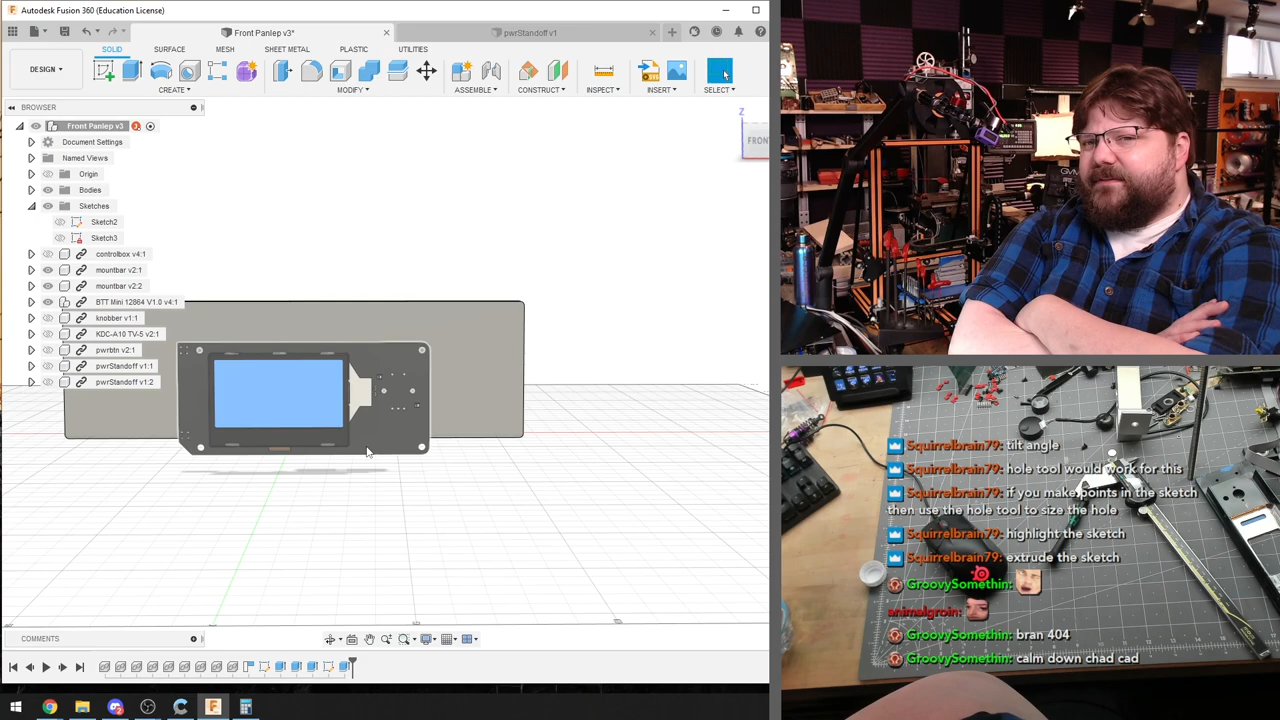 Autodesk Fusion 360 (Education License)
Front Panlep v3*
pwrStandoff v1
SOLID SURFACE MESH SHEET METAL PLASTIC UTILITIES
DESIGN
CREATE MODIFY ASSEMBLE CONSTRUCT INSPECT INSERT SELECT
BROWSER
Front Panlep v3
Document Settings
Named Views
Origin
Bodies
Sketches
Sketch2
Sketch3
controlbox v4:1
mountbar v2:1
mountbar v2:2
BTT Mini 12864 V1.0 v4:1
knobber v1:1
KDC-A10 TV-5 v2:1
pwrbtn v2:1
pwrStandoff v1:1
pwrStandoff v1:2
Z
FRONT
COMMENTS
GVM
Squirrelbrain79: tilt angle
Squirrelbrain79: hole tool would work for this
Squirrelbrain79: if you make points in the sketch
then use the hole tool to size the hole
Squirrelbrain79: highlight the sketch
Squirrelbrain79: extrude the sketch
GroovySomethin:
animalgroin:
GroovySomethin: bran 404
GroovySomethin: calm down chad cad